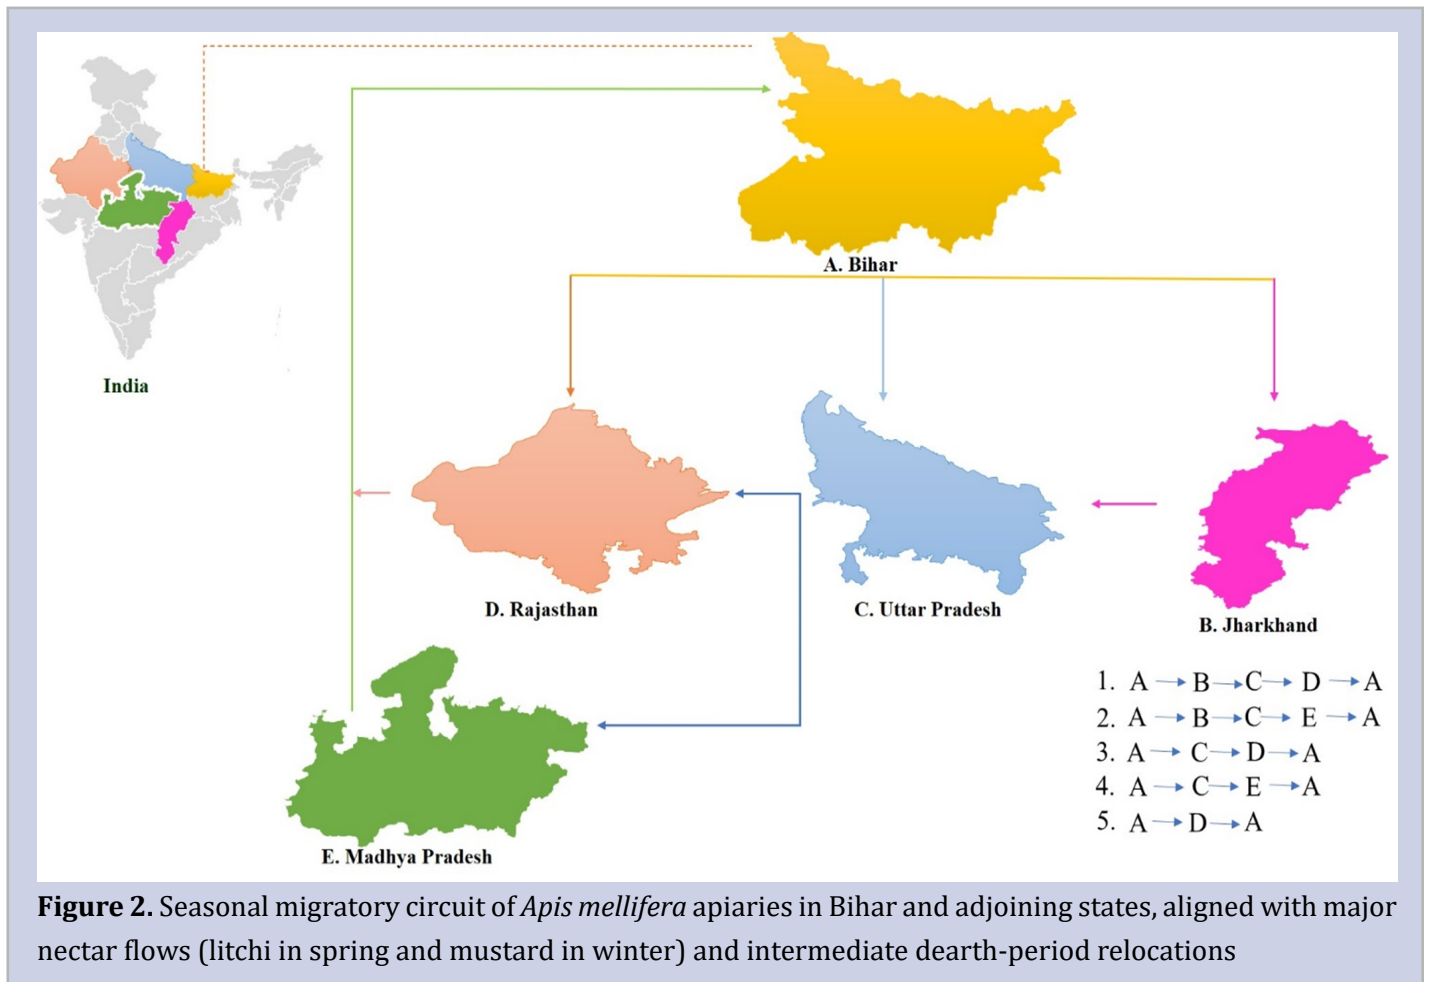 A. Bihar
India
D. Rajasthan
C. Uttar Pradesh
B. Jharkhand
E. Madhya Pradesh
1. A → B → C → D → A
2. A → B → C → E → A
3. A → C → D → A
4. A → C → E → A
5. A → D → A
Figure 2. Seasonal migratory circuit of Apis mellifera apiaries in Bihar and adjoining states, aligned with major
nectar flows (litchi in spring and mustard in winter) and intermediate dearth-period relocations